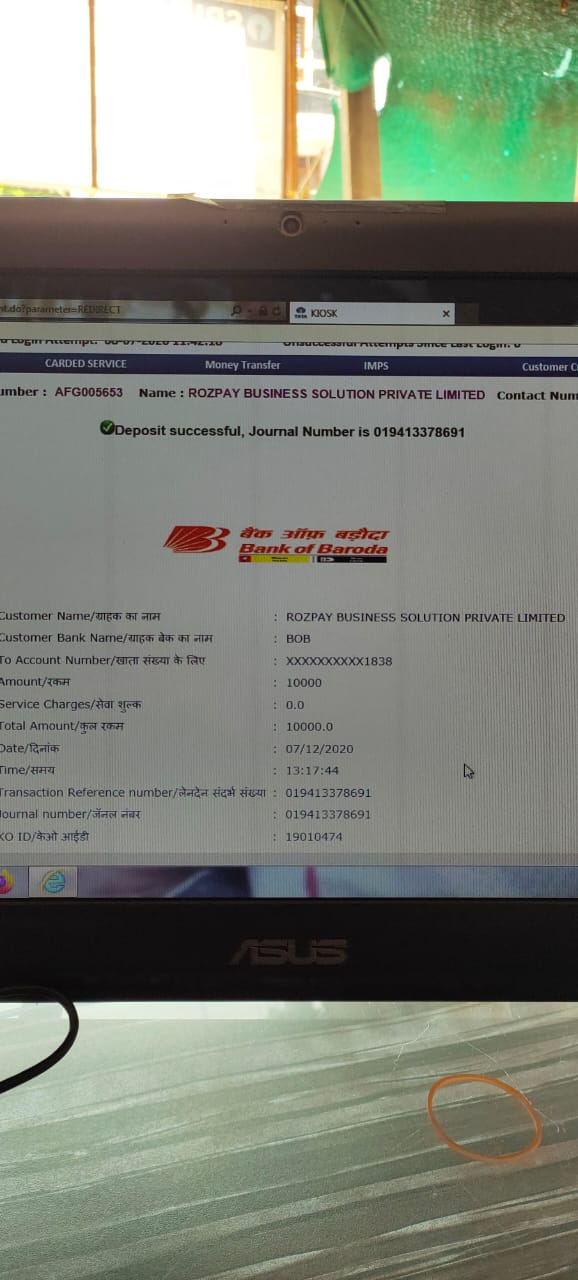 nt.do?parameter=REDIRECT
TATA KIOSK
d Login Attempt: 08-07-2020 11:42:18 Unsuccessful Attempts Since Last Login: 0
CARDED SERVICE Money Transfer IMPS Customer C
umber : AFG005653 Name : ROZPAY BUSINESS SOLUTION PRIVATE LIMITED Contact Num
Deposit successful, Journal Number is 019413378691
बैंक ऑफ़ बड़ौदा
Bank of Baroda
Customer Name/ग्राहक का नाम : ROZPAY BUSINESS SOLUTION PRIVATE LIMITED
Customer Bank Name/ग्राहक बेक का नाम : BOB
To Account Number/खाता संख्या के लिए : XXXXXXXXXX1838
Amount/रकम : 10000
Service Charges/सेवा शुल्क : 0.0
Total Amount/कुल रकम : 10000.0
Date/दिनांक : 07/12/2020
Time/समय : 13:17:44
Transaction Reference number/लेनदेन संदर्भ संख्या : 019413378691
Journal number/जॅनल नंबर : 019413378691
KO ID/केओ आईडी : 19010474
ASUS